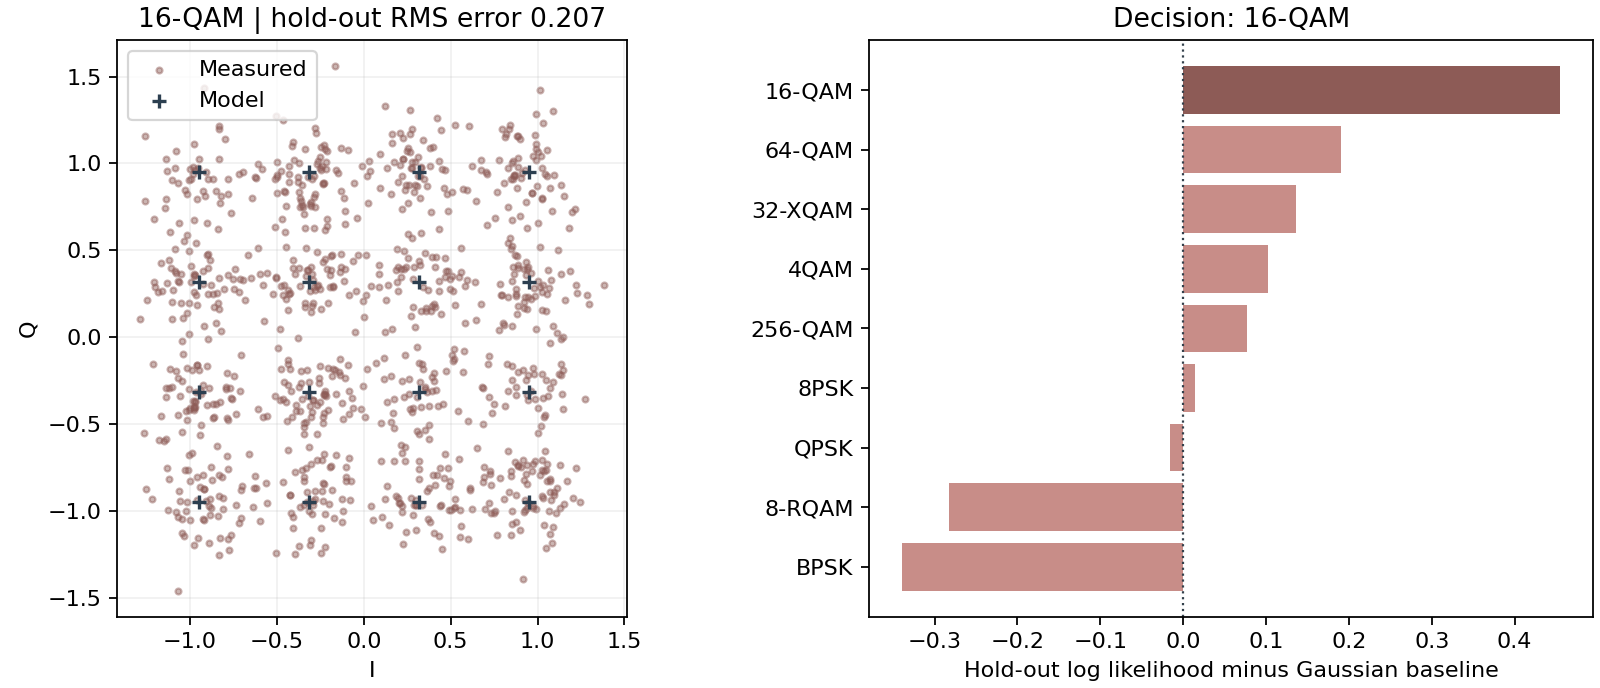 16-QAM | hold-out RMS error 0.207
Measured
Model
1.5
1.0
0.5
0.0
−0.5
−1.0
−1.5
Q
−1.0
−0.5
0.0
0.5
1.0
1.5
I
Decision: 16-QAM
16-QAM
64-QAM
32-XQAM
4QAM
256-QAM
8PSK
QPSK
8-RQAM
BPSK
−0.3
−0.2
−0.1
0.0
0.1
0.2
0.3
0.4
Hold-out log likelihood minus Gaussian baseline